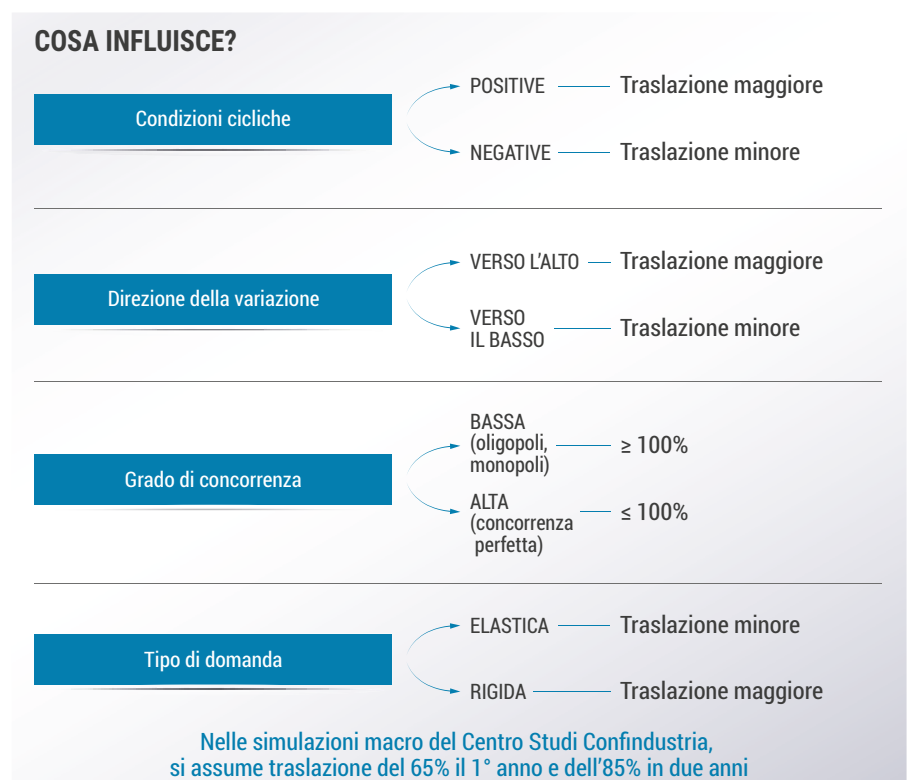 COSA INFLUISCE?
Condizioni cicliche
POSITIVE
Traslazione maggiore
NEGATIVE
Traslazione minore
Direzione della variazione
VERSO L'ALTO
Traslazione maggiore
VERSO
IL BASSO
Traslazione minore
Grado di concorrenza
BASSA
(oligopoli,
monopoli)
≥ 100%
ALTA
(concorrenza
perfetta)
≤ 100%
Tipo di domanda
ELASTICA
Traslazione minore
RIGIDA
Traslazione maggiore
Nelle simulazioni macro del Centro Studi Confindustria,
si assume traslazione del 65% il 1° anno e dell'85% in due anni